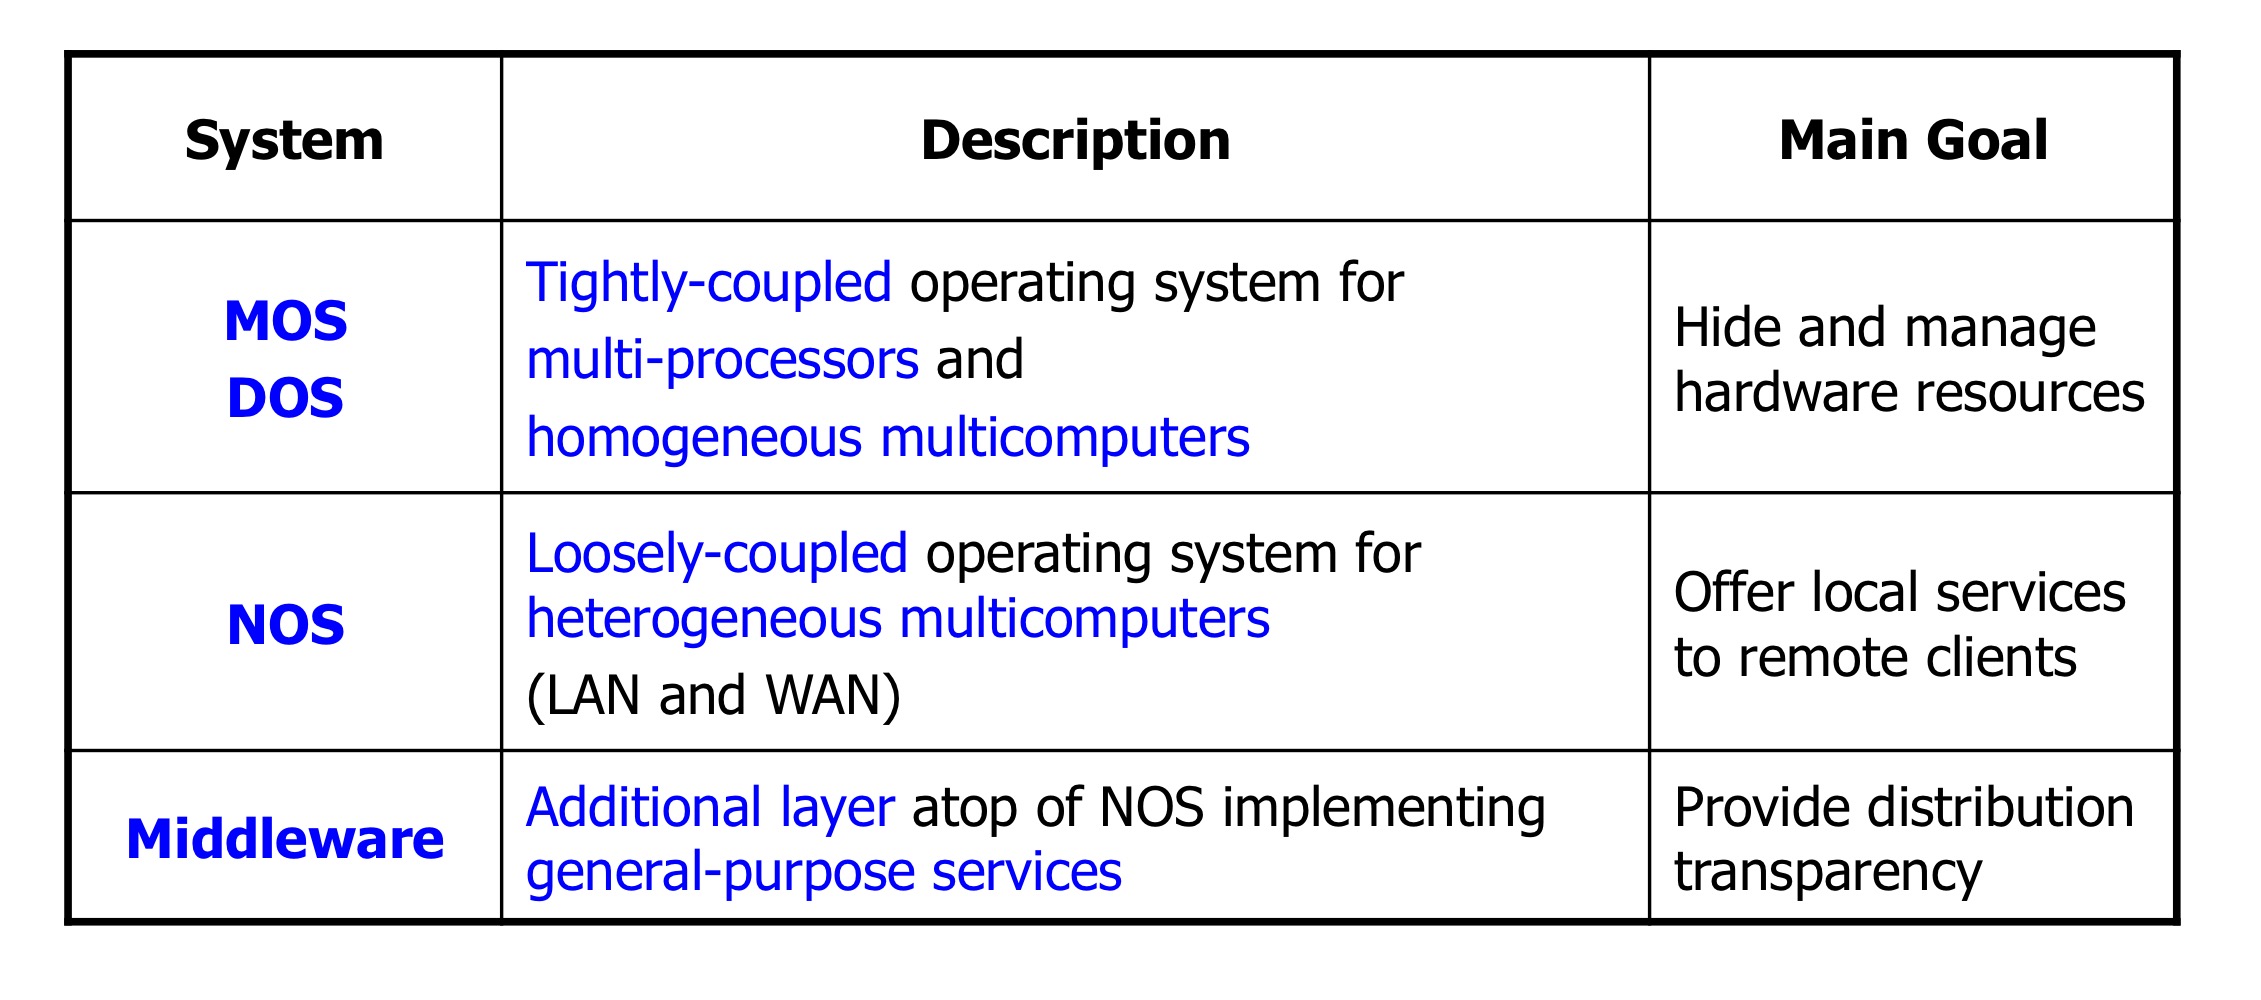 System
Description
Main Goal
MOS
DOS
Tightly-coupled operating system for
multi-processors and
homogeneous multicomputers
Hide and manage
hardware resources
NOS
Loosely-coupled operating system for
heterogeneous multicomputers
(LAN and WAN)
Offer local services
to remote clients
Middleware
Additional layer atop of NOS implementing
general-purpose services
Provide distribution
transparency